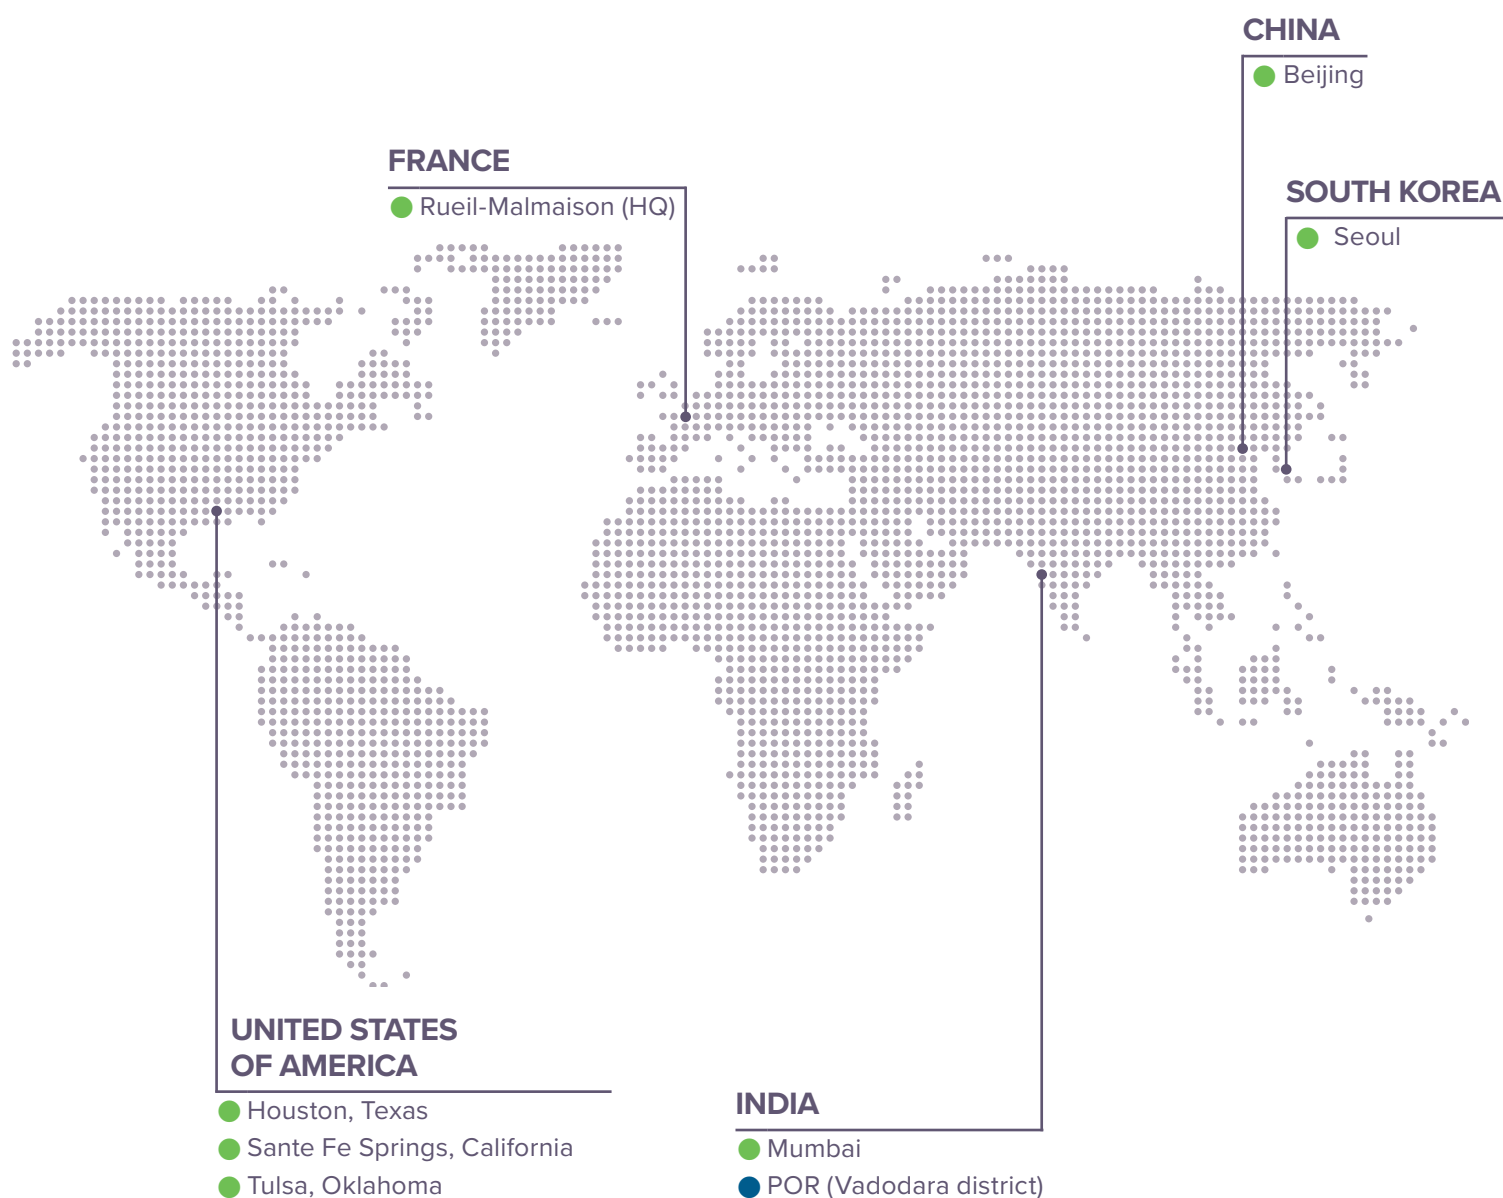 CHINA
Beijing
FRANCE
Rueil-Malmaison (HQ)
SOUTH KOREA
Seoul
UNITED STATES
OF AMERICA
Houston, Texas
Sante Fe Springs, California
Tulsa, Oklahoma
INDIA
Mumbai
POR (Vadodara district)